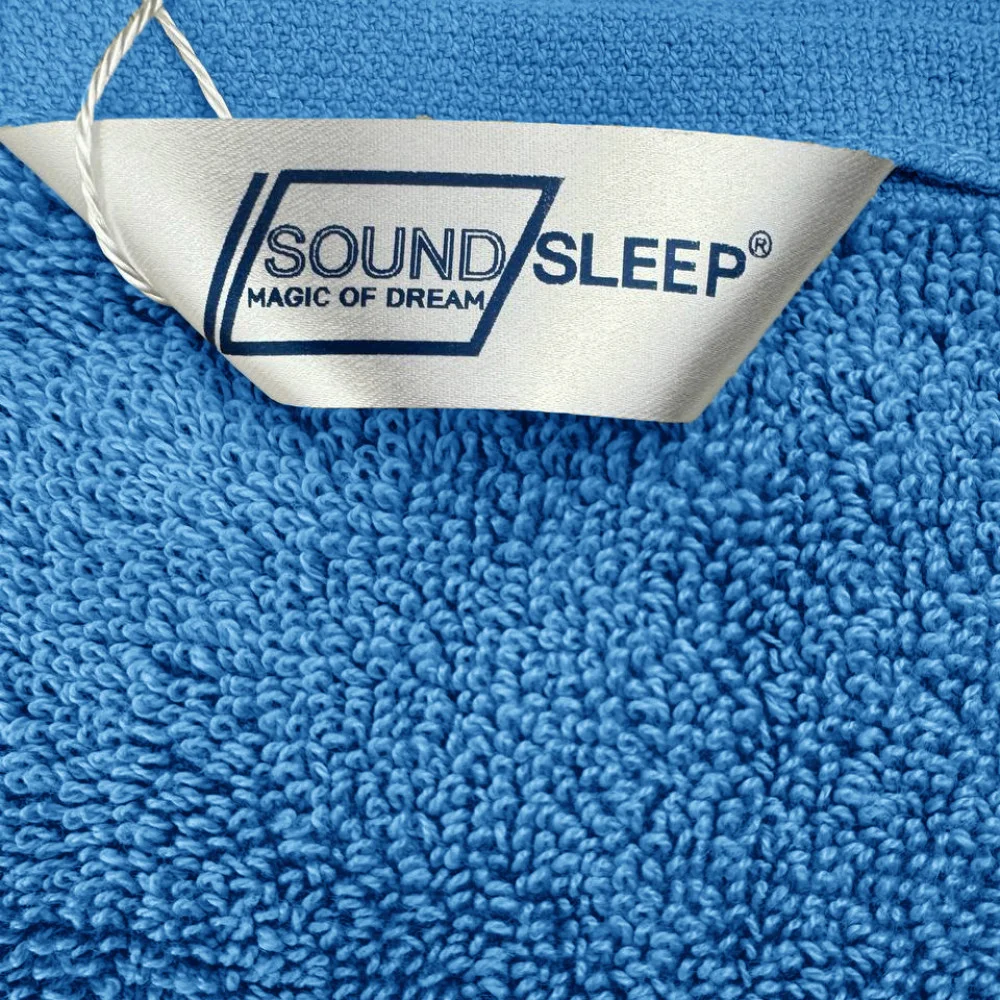 SOUND SLEEP®
MAGIC OF DREAM